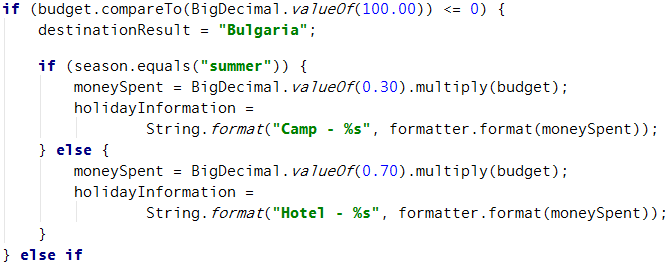 if (budget.compareTo(BigDecimal.valueOf(100.00)) <= 0) {
    destinationResult = "Bulgaria";

    if (season.equals("summer")) {
        moneySpent = BigDecimal.valueOf(0.30).multiply(budget);
        holidayInformation =
                String.format("Camp - %s", formatter.format(moneySpent));
    } else {
        moneySpent = BigDecimal.valueOf(0.70).multiply(budget);
        holidayInformation =
                String.format("Hotel - %s", formatter.format(moneySpent));
    }
} else if